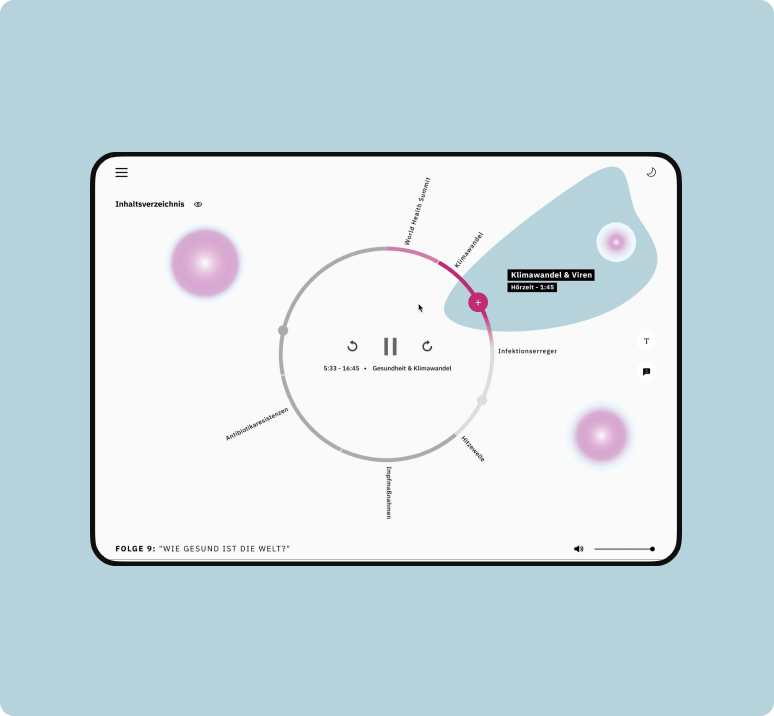 Inhaltsverzeichnis
World Health Summit
Klimawandel
Klimawandel & Viren
Hörzeit - 1:45
Infektionserreger
T
5:33 - 16:45 • Gesundheit & Klimawandel
Antibiotikaresistenzen
Hitzewelle
Impfmaßnahmen
FOLGE 9: "WIE GESUND IST DIE WELT?"